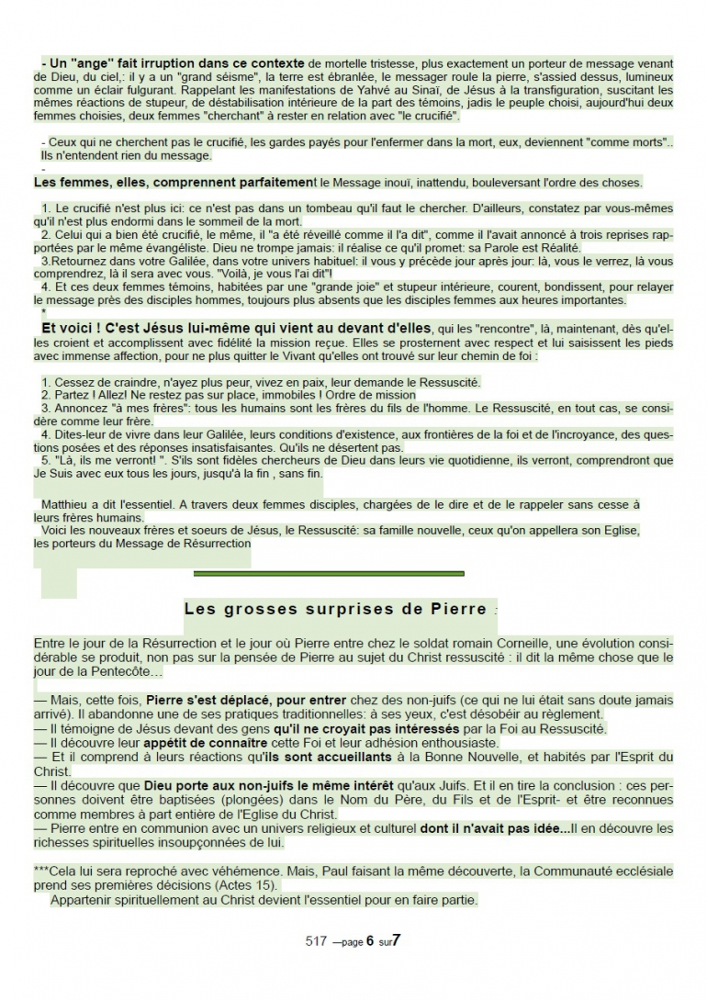 - Un "ange" fait irruption dans ce contexte de mortelle tristesse, plus exactement un porteur de message venant
de Dieu, du ciel,: il y a un "grand séisme", la terre est ébranlée, le messager roule la pierre, s'assied dessus, lumineux
comme un éclair fulgurant. Rappelant les manifestations de Yahvé au Sinaï, de Jésus à la transfiguration, suscitant les
mêmes réactions de stupeur, de déstabilisation intérieure de la part des témoins, jadis le peuple choisi, aujourd'hui deux
femmes choisies, deux femmes "cherchant" à rester en relation avec "le crucifié".
- Ceux qui ne cherchent pas le crucifié, les gardes payés pour l'enfermer dans la mort, eux, deviennent "comme morts"..
Ils n'entendent rien du message.
-
Les femmes, elles, comprennent parfaitement le Message inouï, inattendu, bouleversant l'ordre des choses.
1. Le crucifié n'est plus ici: ce n'est pas dans un tombeau qu'il faut le chercher. D'ailleurs, constatez par vous-mêmes
qu'il n'est plus endormi dans le sommeil de la mort.
2. Celui qui a bien été crucifié, le même, il "a été réveillé comme il l'a dit", comme il l'avait annoncé à trois reprises rap-
portées par le même évangéliste. Dieu ne trompe jamais: il réalise ce qu'il promet: sa Parole est Réalité.
3.Retournez dans votre Galilée, dans votre univers habituel: il vous y précède jour après jour: là, vous le verrez, là vous
comprendrez, là il sera avec vous. "Voilà, je vous l'ai dit"!
4. Et ces deux femmes témoins, habitées par une "grande joie" et stupeur intérieure, courent, bondissent, pour relayer
le message près des disciples hommes, toujours plus absents que les disciples femmes aux heures importantes.
*
Et voici ! C'est Jésus lui-même qui vient au devant d'elles, qui les "rencontre", là, maintenant, dès qu'el-
les croient et accomplissent avec fidélité la mission reçue. Elles se prosternent avec respect et lui saisissent les pieds
avec immense affection, pour ne plus quitter le Vivant qu'elles ont trouvé sur leur chemin de foi :
1. Cessez de craindre, n'ayez plus peur, vivez en paix, leur demande le Ressuscité.
2. Partez ! Allez! Ne restez pas sur place, immobiles ! Ordre de mission
3. Annoncez "à mes frères": tous les humains sont les frères du fils de l'homme. Le Ressuscité, en tout cas, se consi-
dère comme leur frère.
4. Dites-leur de vivre dans leur Galilée, leurs conditions d'existence, aux frontières de la foi et de l'incroyance, des ques-
tions posées et des réponses insatisfaisantes. Qu'ils ne désertent pas.
5. "Là, ils me verront! ". S'ils sont fidèles chercheurs de Dieu dans leurs vie quotidienne, ils verront, comprendront que
Je Suis avec eux tous les jours, jusqu'à la fin , sans fin.
Matthieu a dit l'essentiel. A travers deux femmes disciples, chargées de le dire et de le rappeler sans cesse à
leurs frères humains.
Voici les nouveaux frères et soeurs de Jésus, le Ressuscité: sa famille nouvelle, ceux qu'on appellera son Eglise,
les porteurs du Message de Résurrection
Les grosses surprises de Pierre :
Entre le jour de la Résurrection et le jour où Pierre entre chez le soldat romain Corneille, une évolution consi-
dérable se produit, non pas sur la pensée de Pierre au sujet du Christ ressuscité : il dit la même chose que le
jour de la Pentecôte…
— Mais, cette fois, Pierre s'est déplacé, pour entrer chez des non-juifs (ce qui ne lui était sans doute jamais
arrivé). Il abandonne une de ses pratiques traditionnelles: à ses yeux, c'est désobéir au règlement.
— Il témoigne de Jésus devant des gens qu'il ne croyait pas intéressés par la Foi au Ressuscité.
— Il découvre leur appétit de connaître cette Foi et leur adhésion enthousiaste.
— Et il comprend à leurs réactions qu'ils sont accueillants à la Bonne Nouvelle, et habités par l'Esprit du
Christ.
— Il découvre que Dieu porte aux non-juifs le même intérêt qu'aux Juifs. Et il en tire la conclusion : ces per-
sonnes doivent être baptisées (plongées) dans le Nom du Père, du Fils et de l'Esprit- et être reconnues
comme membres à part entière de l'Eglise du Christ.
— Pierre entre en communion avec un univers religieux et culturel dont il n'avait pas idée...Il en découvre les
richesses spirituelles insoupçonnées de lui.
***Cela lui sera reproché avec véhémence. Mais, Paul faisant la même découverte, la Communauté ecclésiale
prend ses premières décisions (Actes 15).
Appartenir spirituellement au Christ devient l'essentiel pour en faire partie.
517 —page 6 sur7